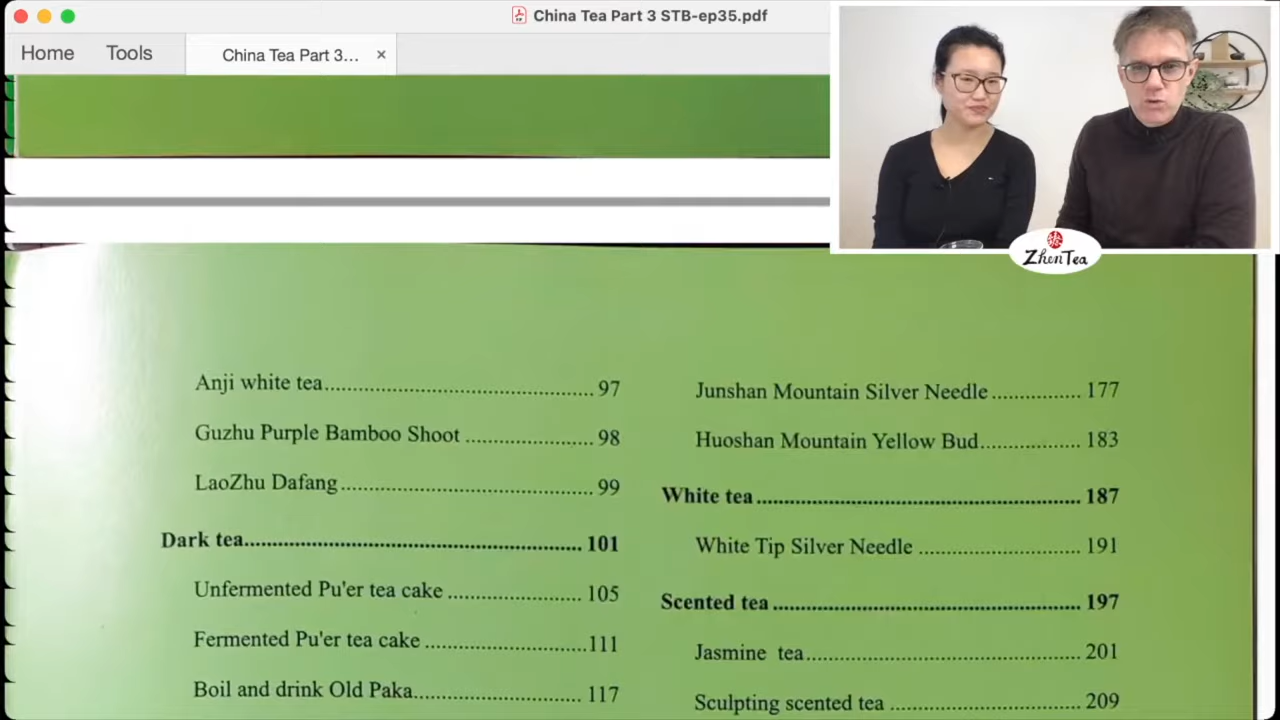 China Tea Part 3 STB-ep35.pdf
Home
Tools
China Tea Part 3... ×
Zhen Tea
Anji white tea.......................................................97
Guzhu Purple Bamboo Shoot .........................98
LaoZhu Dafang....................................................99
Dark tea...................................................................101
Unfermented Pu'er tea cake ...........................105
Fermented Pu'er tea cake ................................111
Boil and drink Old Paka...................................117
Junshan Mountain Silver Needle ..................177
Huoshan Mountain Yellow Bud....................183
White tea.................................................................187
White Tip Silver Needle ..................................191
Scented tea..............................................................197
Jasmine tea.........................................................201
Sculpting scented tea .......................................209